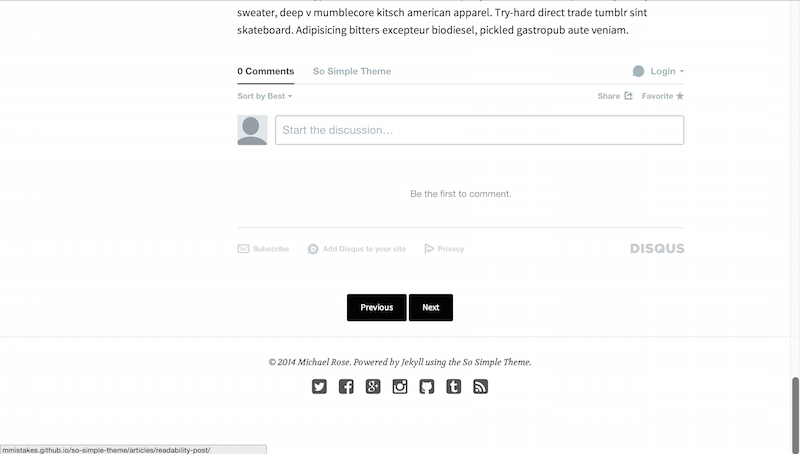 sweater, deep v mumblecore kitsch american apparel. Try-hard direct trade tumblr sint
skateboard. Adipisicing bitters excepteur biodiesel, pickled gastropub aute veniam.
0 Comments So Simple Theme Login
Sort by Best Share Favorite
Start the discussion…
Be the first to comment.
Subscribe Add Disqus to your site Privacy DISQUS
Previous Next
© 2014 Michael Rose. Powered by Jekyll using the So Simple Theme.
mmistakes.github.io/so-simple-theme/articles/readability-post/